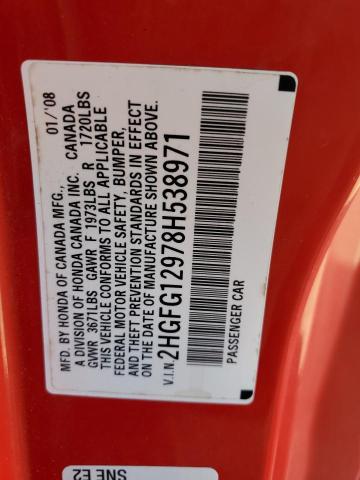 MFD. BY HONDA OF CANADA MFG., 01/'08
A DIVISION OF HONDA CANADA INC. CANADA
GVWR 3671LBS GAWR F 1973LBS R 1720LBS
THIS VEHICLE CONFORMS TO ALL APPLICABLE
FEDERAL MOTOR VEHICLE SAFETY, BUMPER,
AND THEFT PREVENTION STANDARDS IN EFFECT
ON THE DATE OF MANUFACTURE SHOWN ABOVE.
V.I.N. 2HGFG12978H538971
PASSENGER CAR
SNE E2